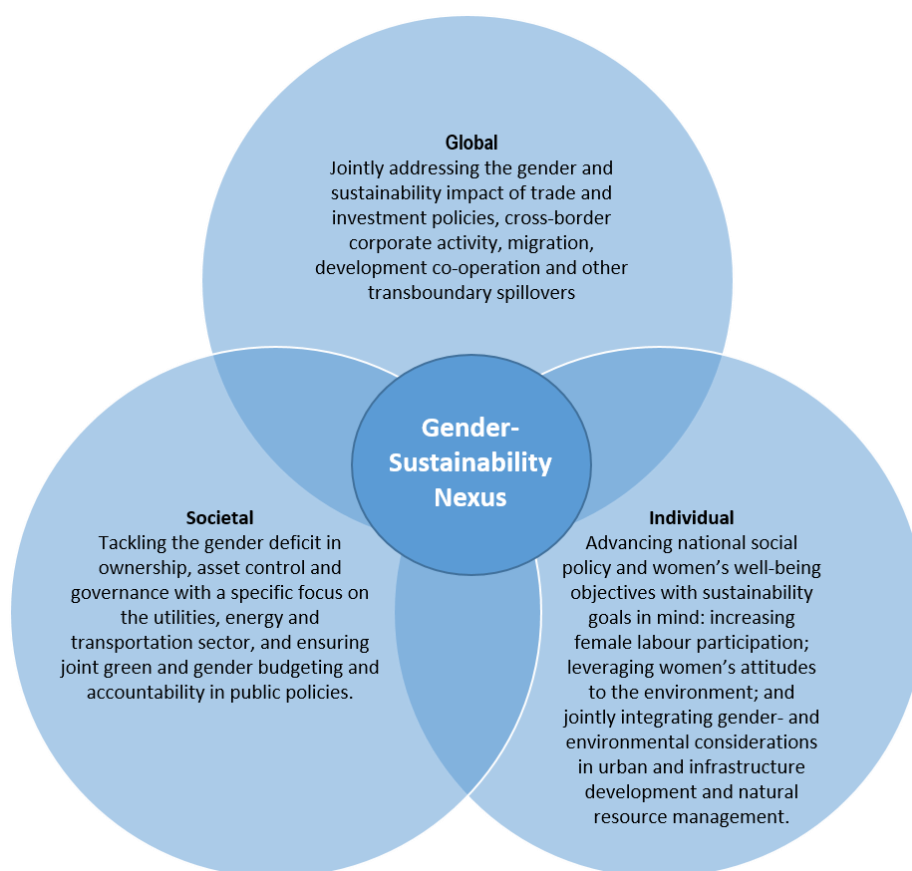 Global
Jointly addressing the gender and
sustainability impact of trade and
investment policies, cross-border
corporate activity, migration,
development co-operation and other
transboundary spillovers
Gender-
Sustainability
Nexus
Societal
Tackling the gender deficit in
ownership, asset control and
governance with a specific focus on
the utilities, energy and
transportation sector, and ensuring
joint green and gender budgeting and
accountability in public policies.
Individual
Advancing national social
policy and women’s well-being
objectives with sustainability
goals in mind: increasing
female labour participation;
leveraging women’s attitudes
to the environment; and
jointly integrating gender- and
environmental considerations
in urban and infrastructure
development and natural
resource management.